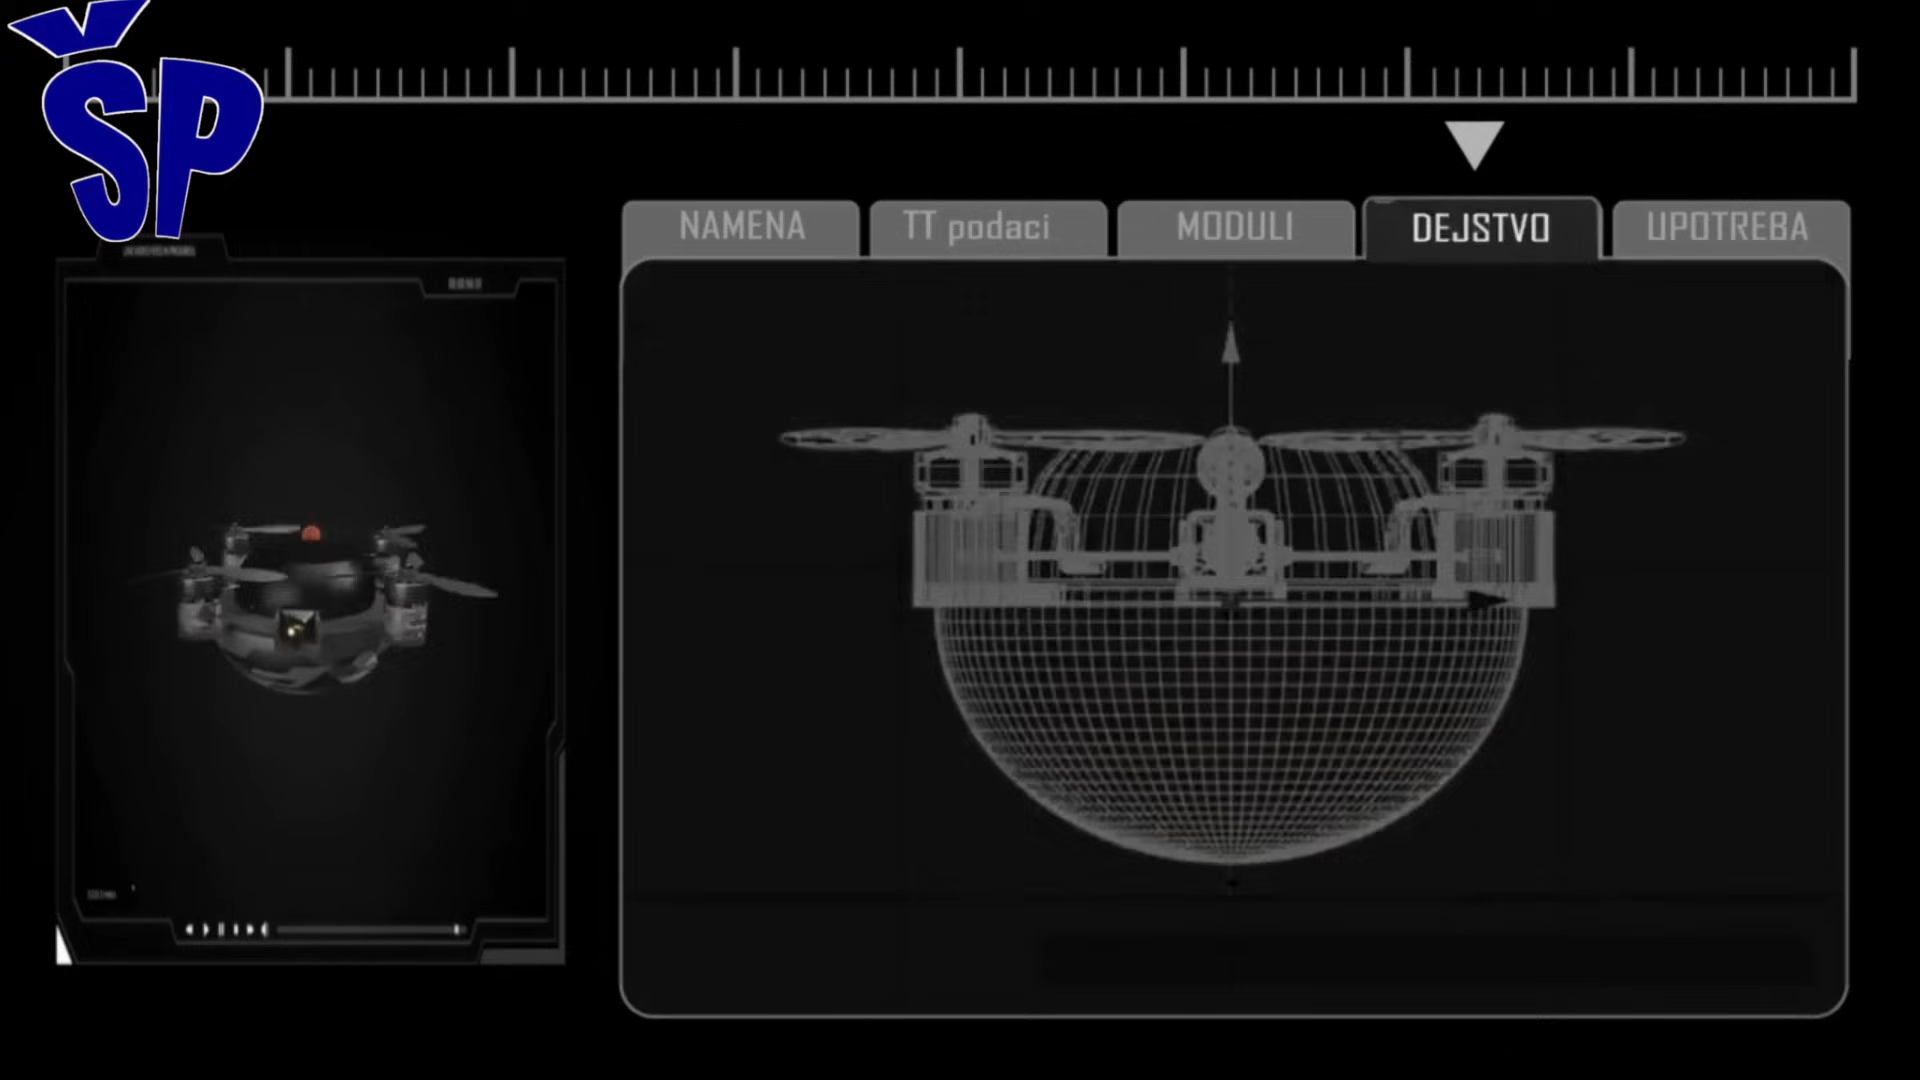 ŠP
NAMENA
TT podaci
MODULI
DEJSTVO
UPOTREBA